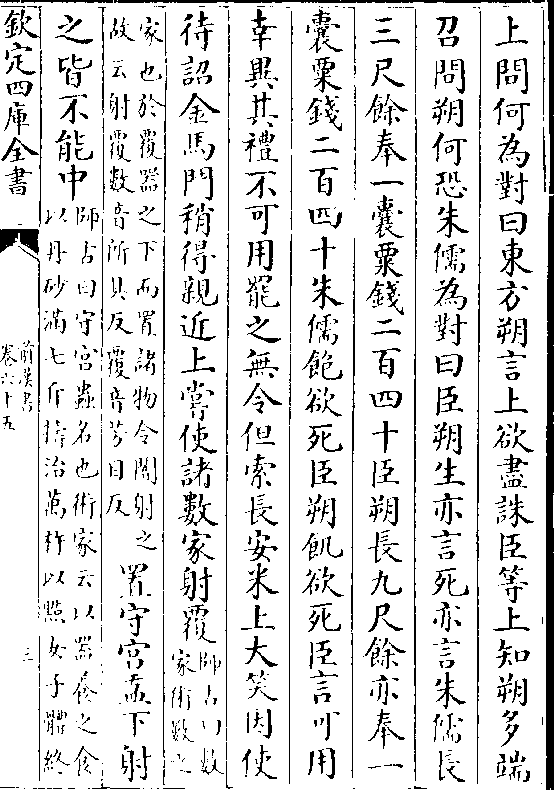 上問何為對曰東方朔言上欲盡誅臣等上知朔多端
召問朔何恐朱儒為對曰臣朔生亦言死亦言朱儒長
三尺餘奉一囊粟錢二百四十臣朔長九尺餘亦奉一
囊粟錢二百四十朱儒飽欲死臣朔飢欲死臣言可用
幸異其禮不可用罷之無令但索長安米上大笑因使
待詔金馬門稍得親近上嘗使諸數家射覆師古曰數家術數之
家也於覆器之下而置諸物令闇射之故云射覆數音所具反覆音芳目反置守宮盂下射
之皆不能中師古曰守宮蟲名也術家云以器養之食以丹砂滿七斤擣治萬杵以點女子體終
欽定四庫全書
前漢書
卷六十五
三